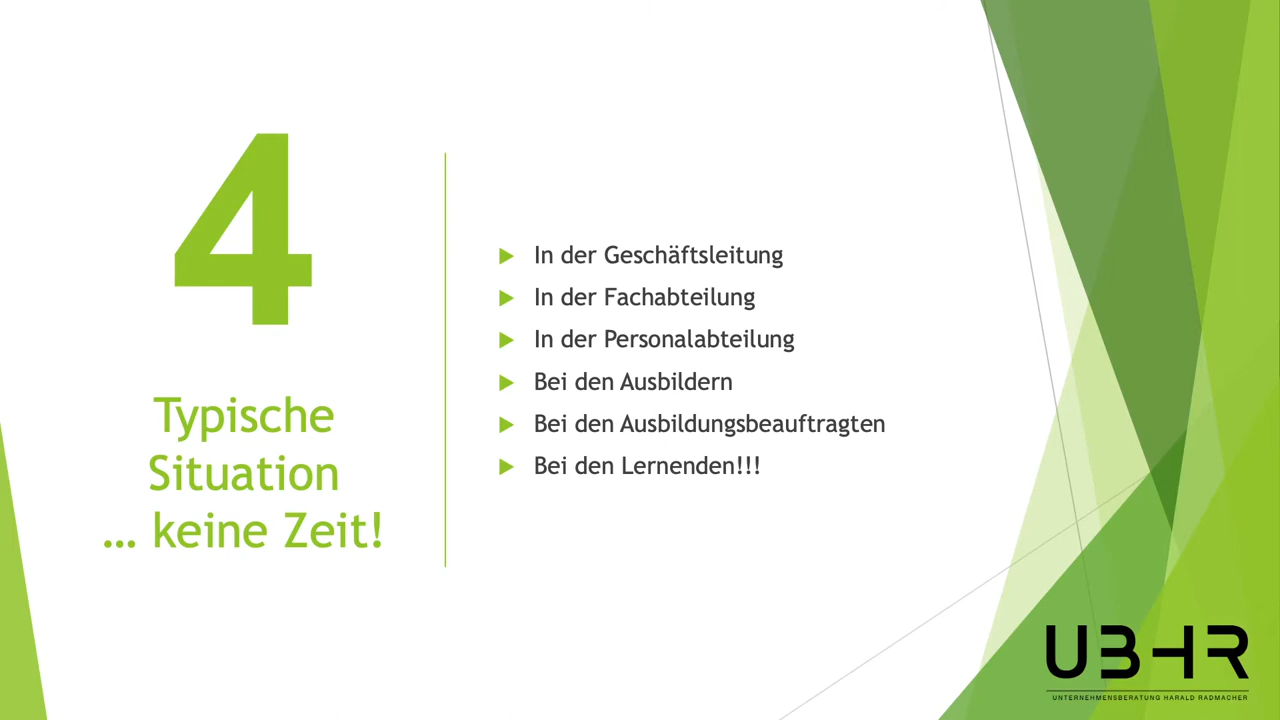 4
Typische
Situation
… keine Zeit!
In der Geschäftsleitung
In der Fachabteilung
In der Personalabteilung
Bei den Ausbildern
Bei den Ausbildungsbeauftragten
Bei den Lernenden!!!
UBHR
UNTERNEHMENSBERATUNG HARALD RADMACHER